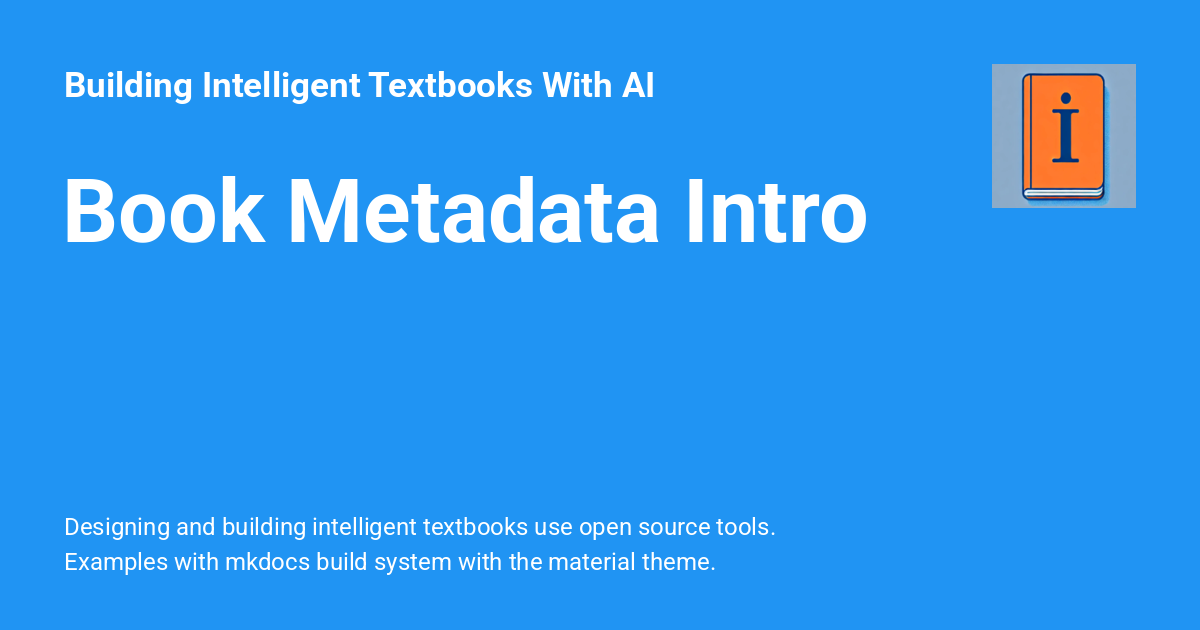 Building Intelligent Textbooks With AI
i
Book Metadata Intro
Designing and building intelligent textbooks use open source tools.
Examples with mkdocs build system with the material theme.